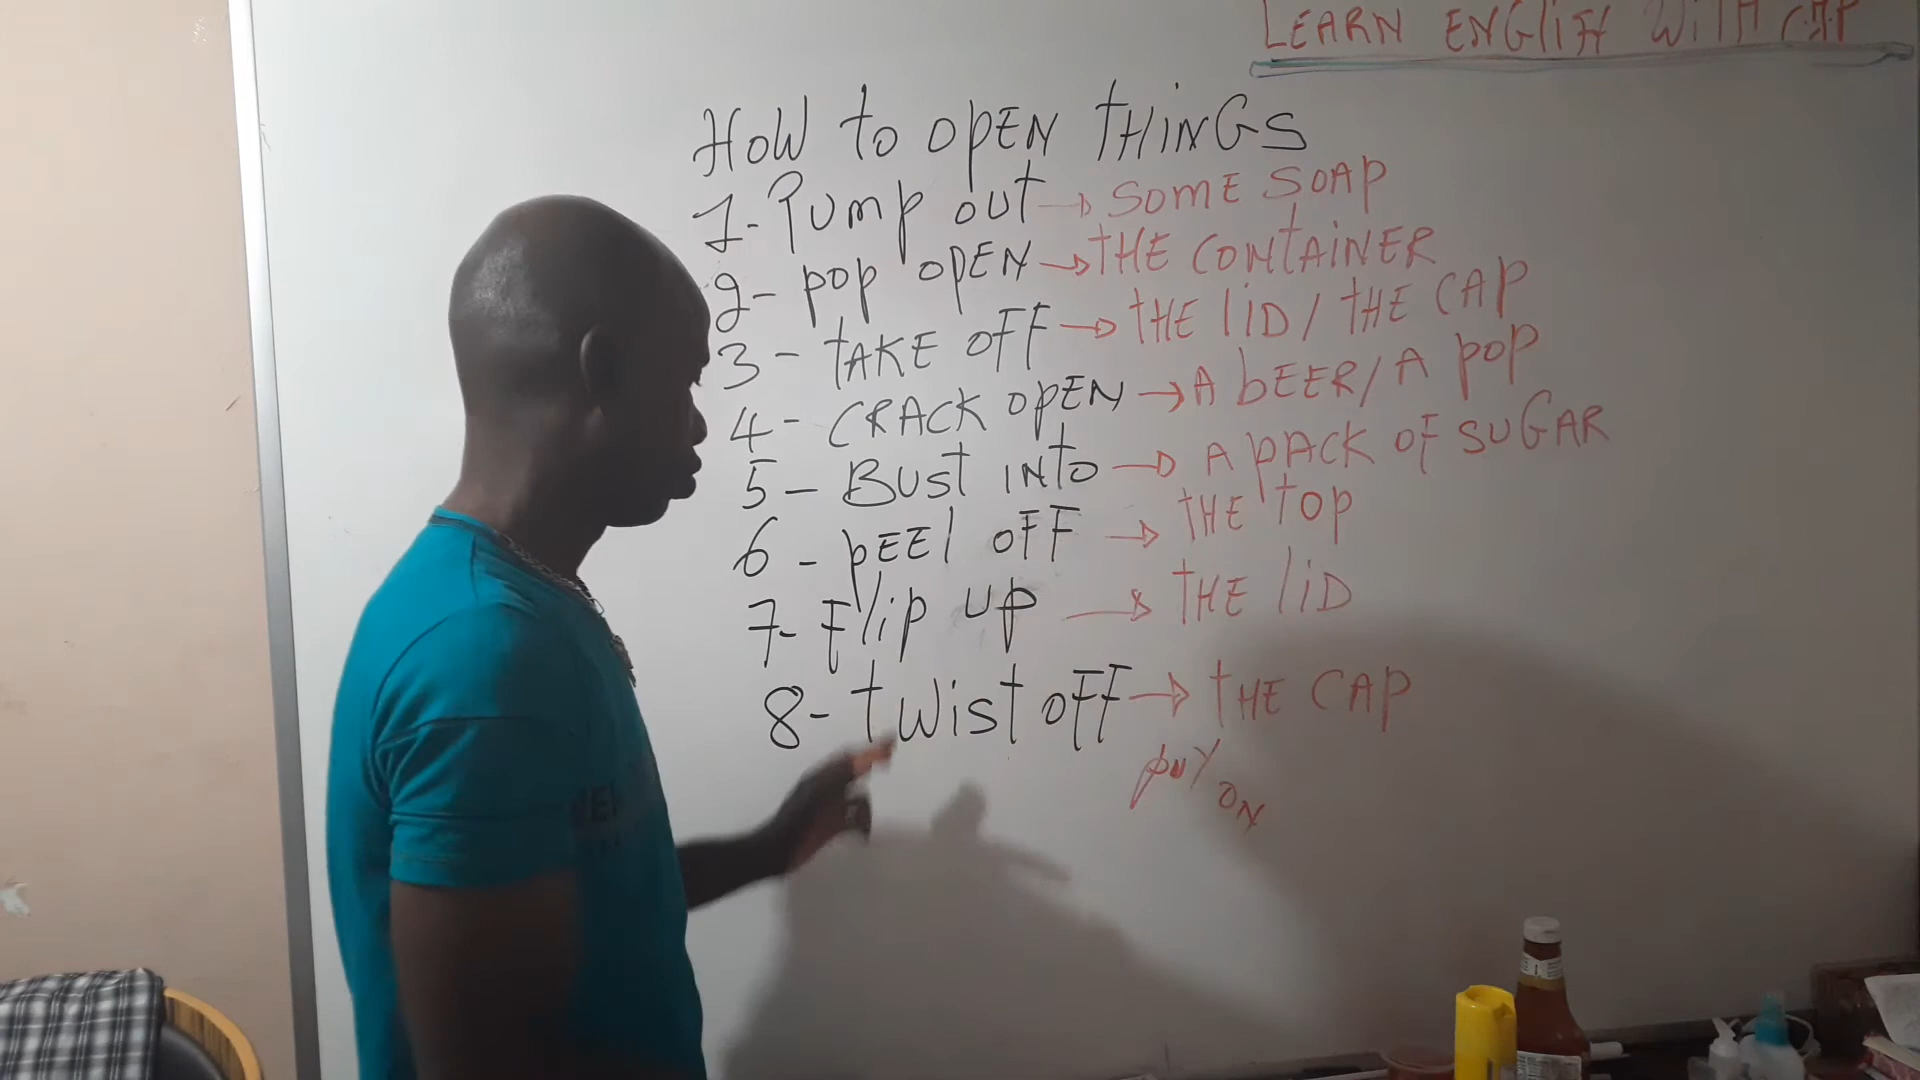 LEARN ENGlisH WitH CAP
HOW to OPEN tHiNGS
1- Pump out → SOME SOAP
2- pop OPEN → tHE CONtAiNER
3- tAKE OFF → tHE liD / tHE CAP
4- CRACK OPEN → A bEER / A pop
5- BUSt INtO → A pACK OF SUGAR
6- pEEl OFF → tHE top
7- Flip up → tHE liD
8- twist OFF → tHE CAp
ON